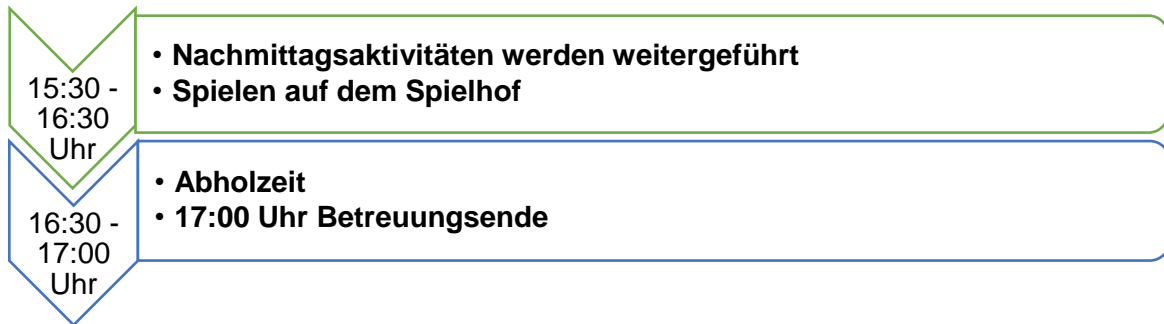 15:30 -
16:30
Uhr
• Nachmittagsaktivitäten werden weitergeführt
• Spielen auf dem Spielhof
16:30 -
17:00
Uhr
• Abholzeit
• 17:00 Uhr Betreuungsende